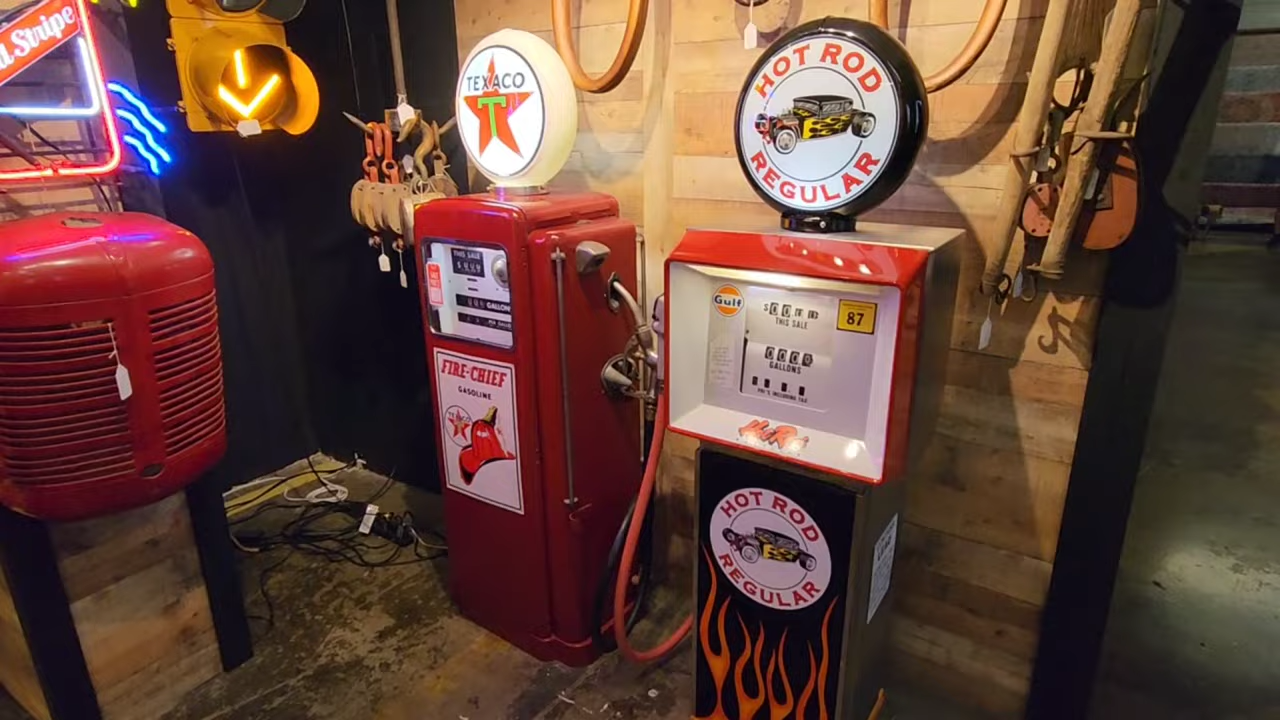 l Stripe
TEXACO
T
THIS SALE
GALLONS
FIRE-CHIEF
GASOLINE
TEXACO
HOT ROD
REGULAR
Gulf
THIS SALE
87
GALLONS
HOT ROD
REGULAR